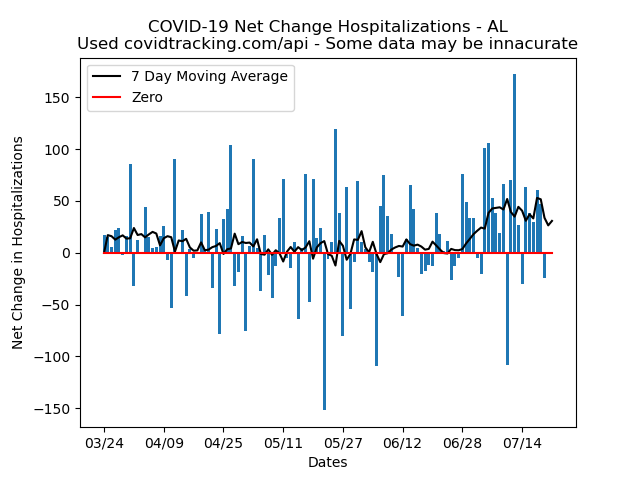 COVID-19 Net Change Hospitalizations - AL
Used covidtracking.com/api - Some data may be innacurate
7 Day Moving Average
Zero
Net Change in Hospitalizations
150
100
50
0
−50
−100
−150
03/24 04/09 04/25 05/11 05/27 06/12 06/28 07/14
Dates